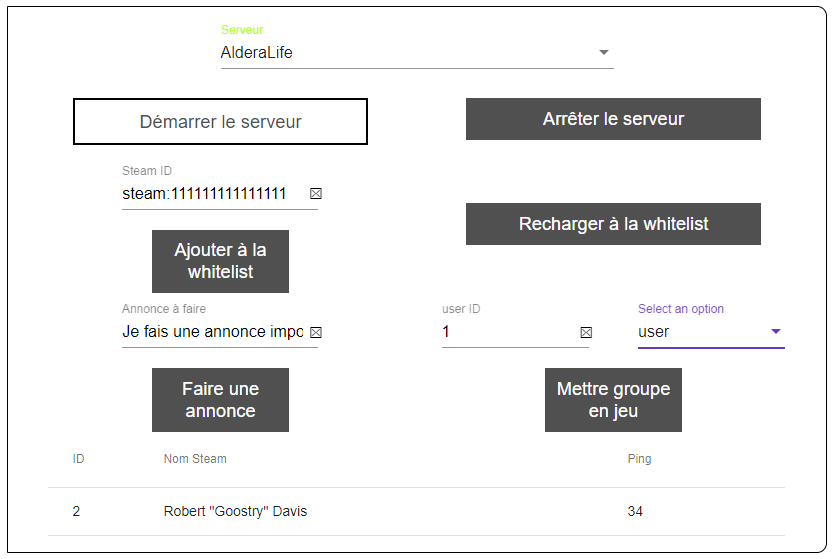 Serveur
AlderaLife
Démarrer le serveur
Arrêter le serveur
Steam ID
steam:111111111111111
Recharger à la whitelist
Ajouter à la
whitelist
Annonce à faire
user ID
Select an option
Je fais une annonce impo
1
user
Faire une
annonce
Mettre groupe
en jeu
ID Nom Steam Ping
2 Robert "Goostry" Davis 34